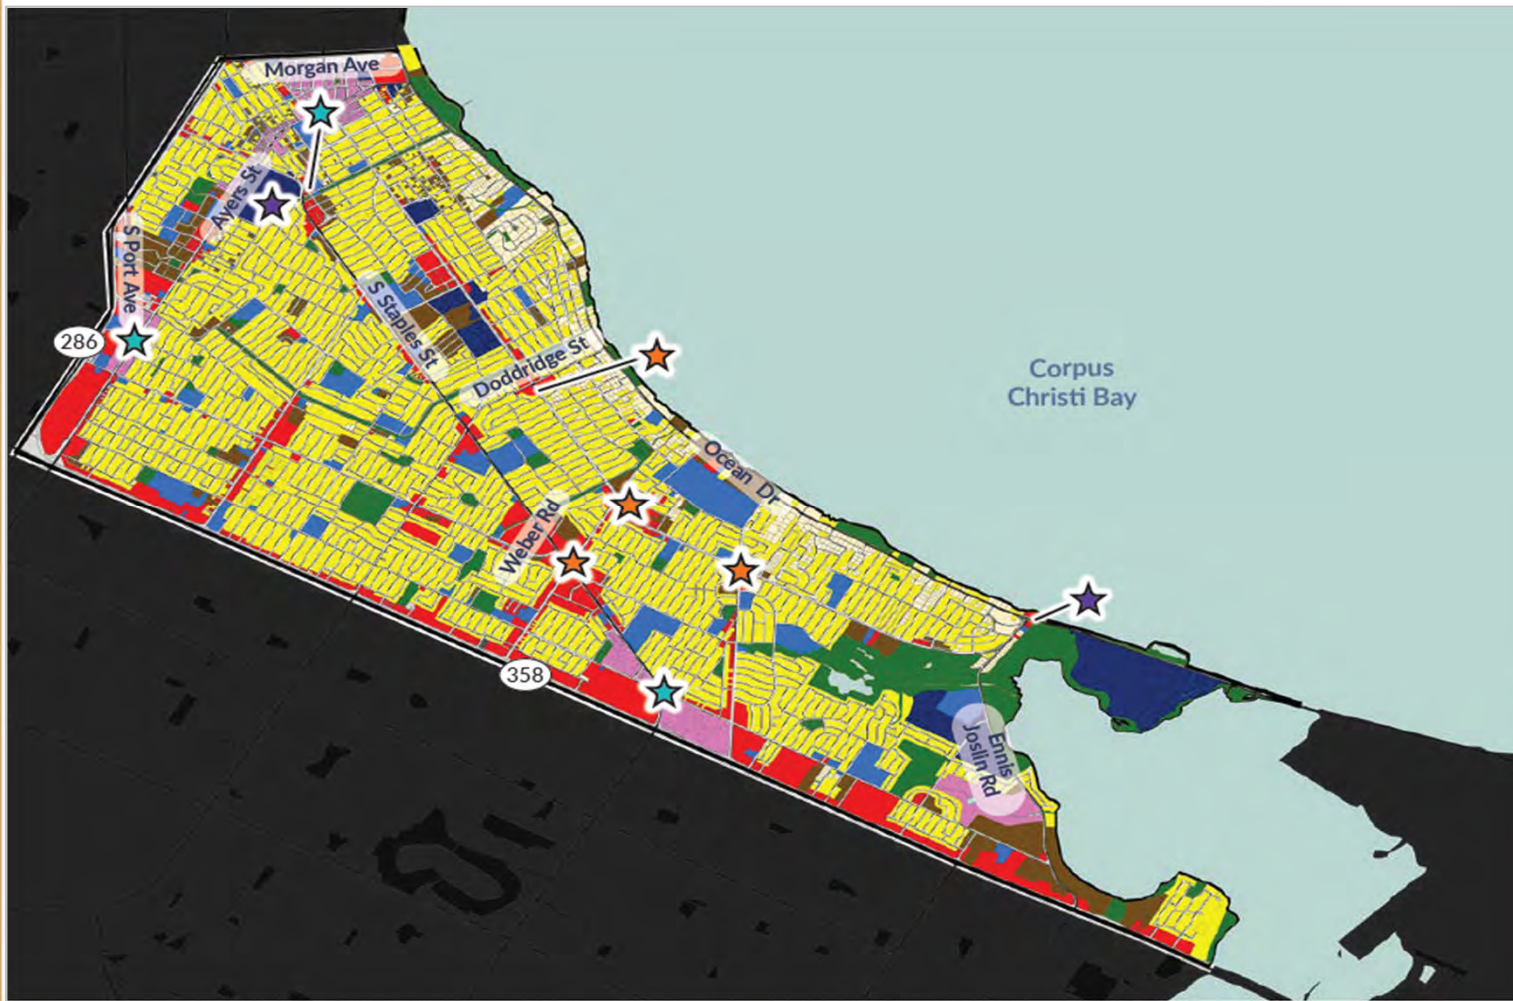 Morgan Ave
Ayers St
S Port Ave
286
S Staples St
Doddridge St
Corpus
Christi Bay
Ocean Dr
Weber Rd
358
Ennis
Joslin Rd